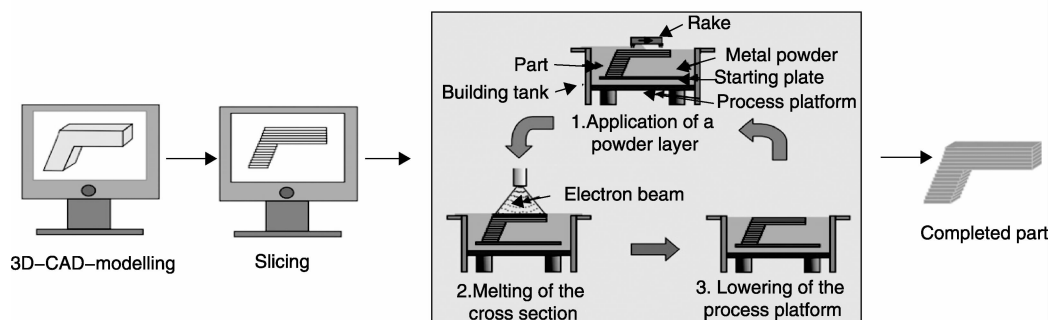 3D–CAD–modelling
Slicing
Rake
Part
Metal powder
Starting plate
Building tank
Process platform
1.Application of a
powder layer
Electron beam
2.Melting of the
cross section
3. Lowering of the
process platform
Completed part